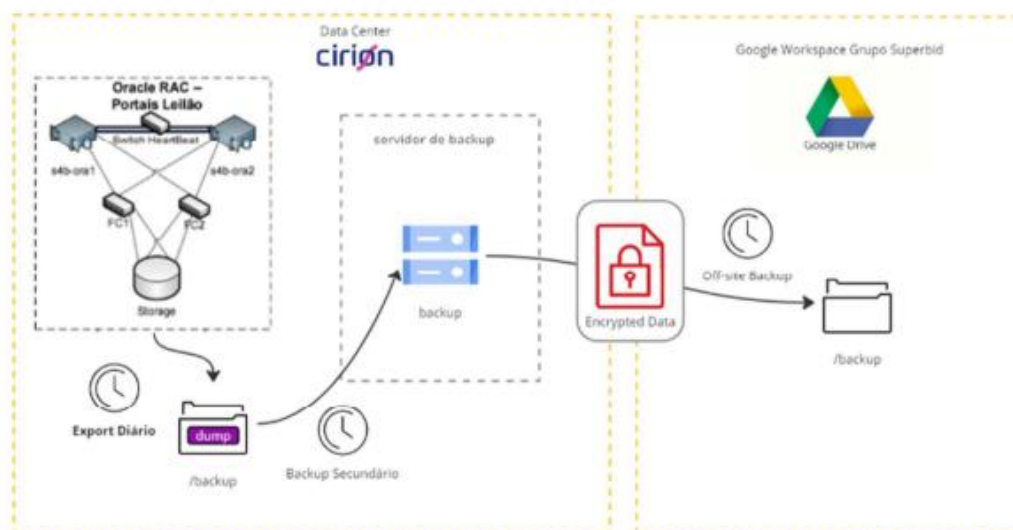 Data Center
cirion
Oracle RAC –
Portais Leilão
Switch HeartBeat
s4b-ora1
s4b-ora2
FC1
FC2
Storage
Export Diário
dump
/backup
Backup Secundário
servidor de backup
backup
Encrypted Data
Google Workspace Grupo Superbid
Google Drive
Off-site Backup
/backup